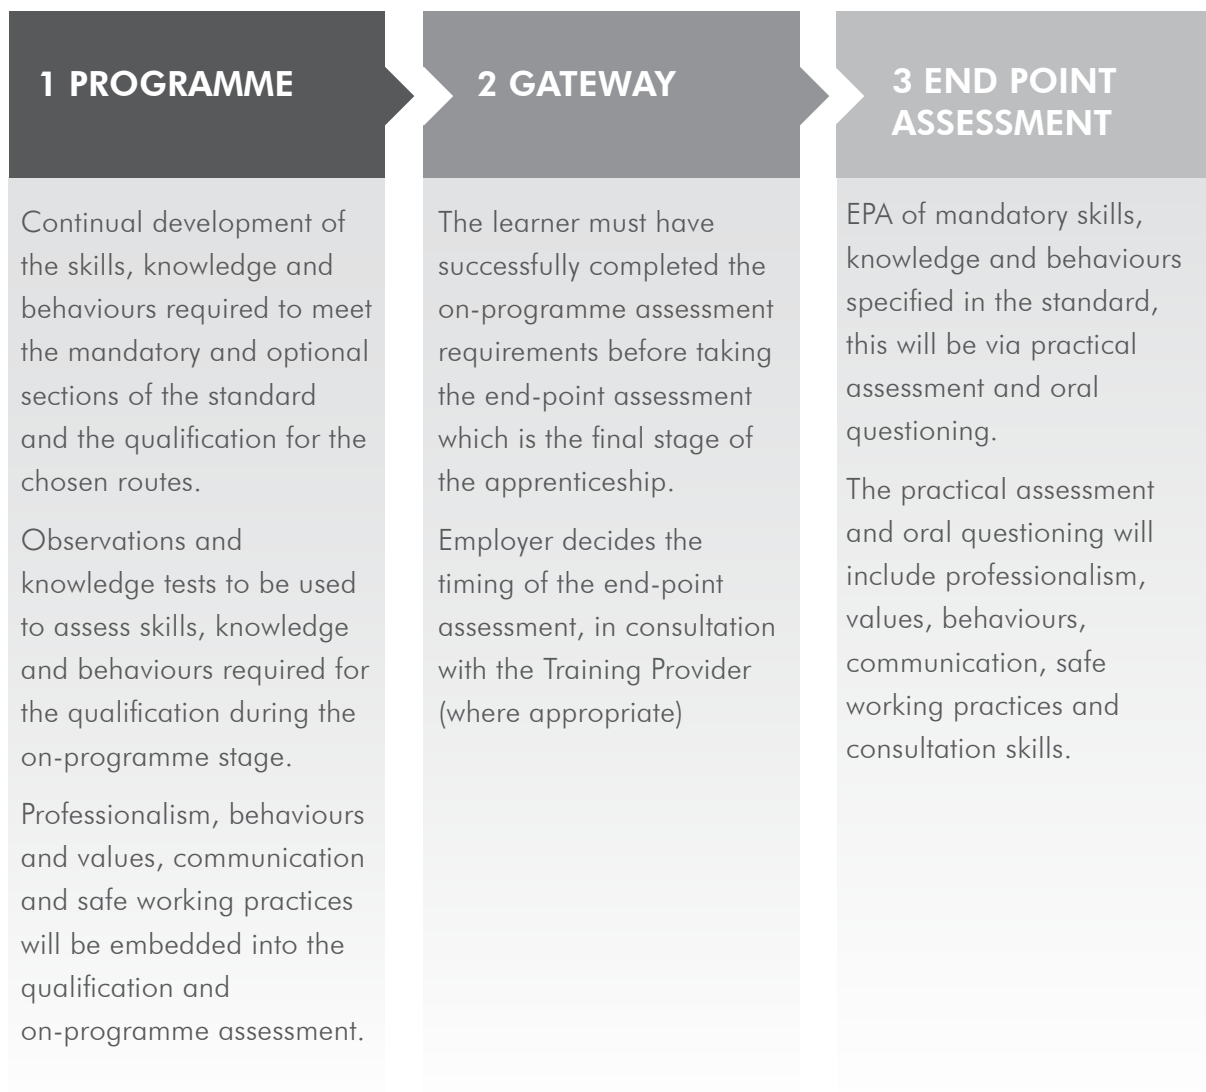 1 PROGRAMME
Continual development of
the skills, knowledge and
behaviours required to meet
the mandatory and optional
sections of the standard
and the qualification for the
chosen routes.
Observations and
knowledge tests to be used
to assess skills, knowledge
and behaviours required for
the qualification during the
on-programme stage.
Professionalism, behaviours
and values, communication
and safe working practices
will be embedded into the
qualification and
on-programme assessment.
2 GATEWAY
The learner must have
successfully completed the
on-programme assessment
requirements before taking
the end-point assessment
which is the final stage of
the apprenticeship.
Employer decides the
timing of the end-point
assessment, in consultation
with the Training Provider
(where appropriate)
3 END POINT
ASSESSMENT
EPA of mandatory skills,
knowledge and behaviours
specified in the standard,
this will be via practical
assessment and oral
questioning.
The practical assessment
and oral questioning will
include professionalism,
values, behaviours,
communication, safe
working practices and
consultation skills.